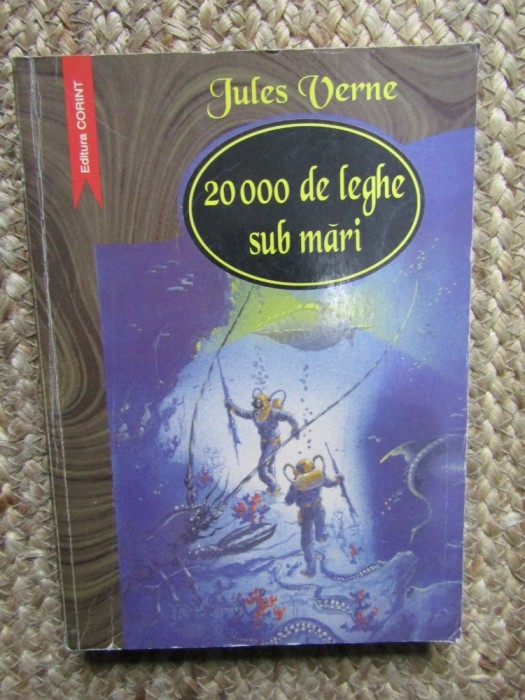 Editura CORINT
Jules Verne
20 000 de leghe
sub mări